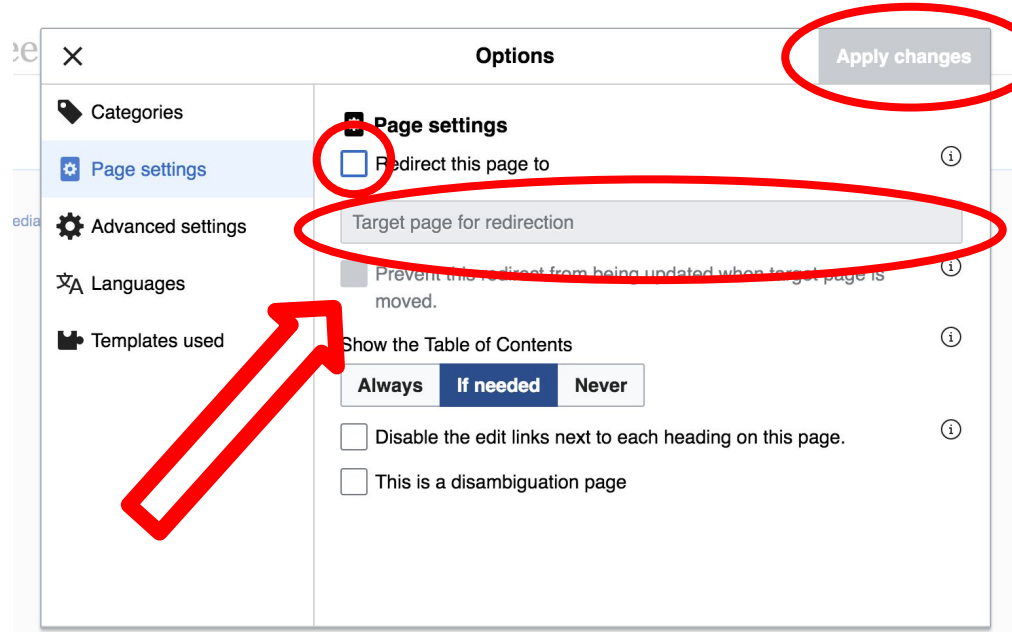 ee
Options
Apply changes
Categories
Page settings
Advanced settings
Languages
Templates used
edia
Page settings
Redirect this page to
Target page for redirection
Prevent this redirect from being updated when target page is
moved.
Show the Table of Contents
Always If needed Never
Disable the edit links next to each heading on this page.
This is a disambiguation page